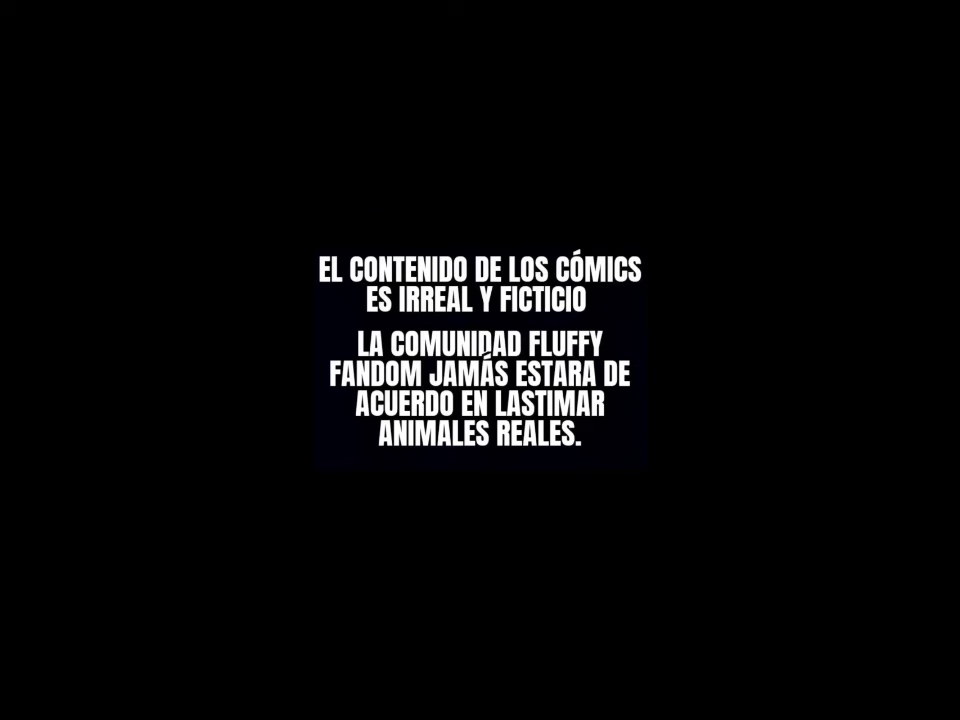 EL CONTENIDO DE LOS CÓMICS
ES IRREAL Y FICTICIO
LA COMUNIDAD FLUFFY
FANDOM JAMÁS ESTARA DE
ACUERDO EN LASTIMAR
ANIMALES REALES.